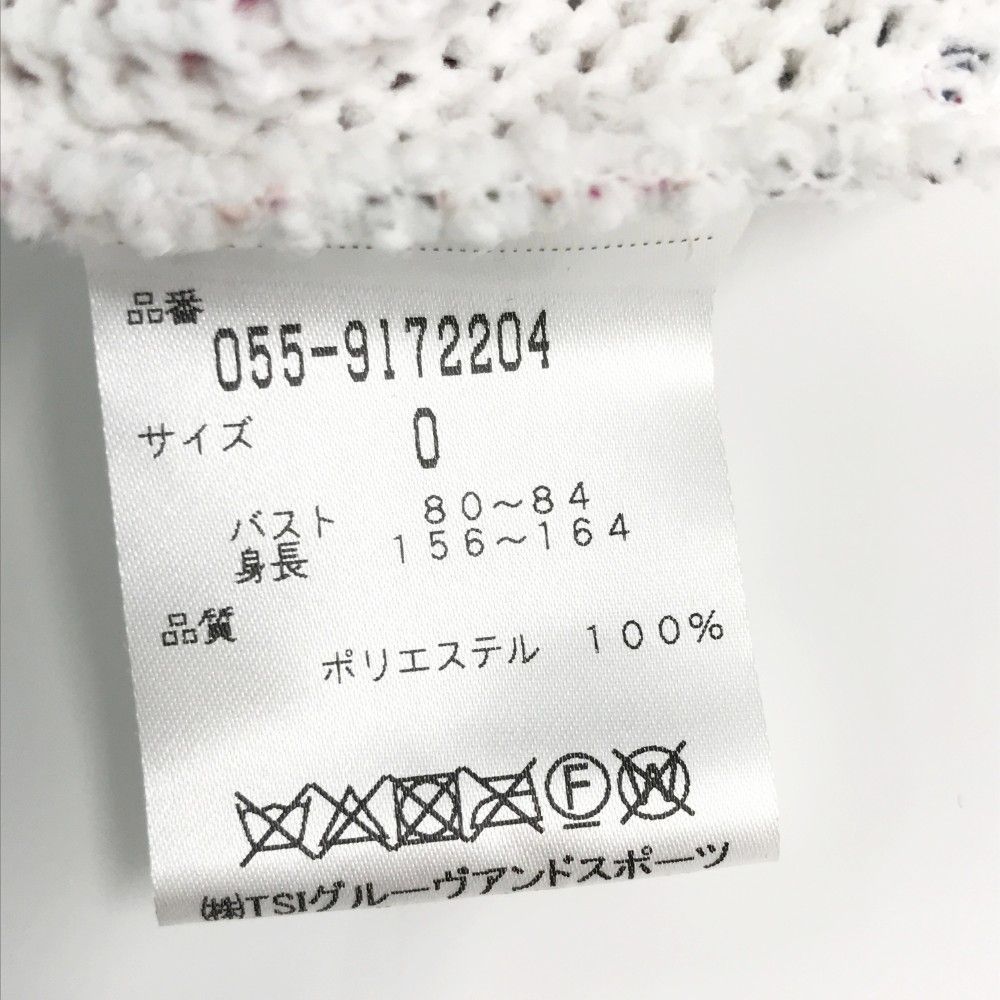 品番
055-9172204
サイズ 0
バスト 80～84
身長 156～164
品質
ポリエステル 100%
F W
㈱TSIグルーヴアンドスポーツ